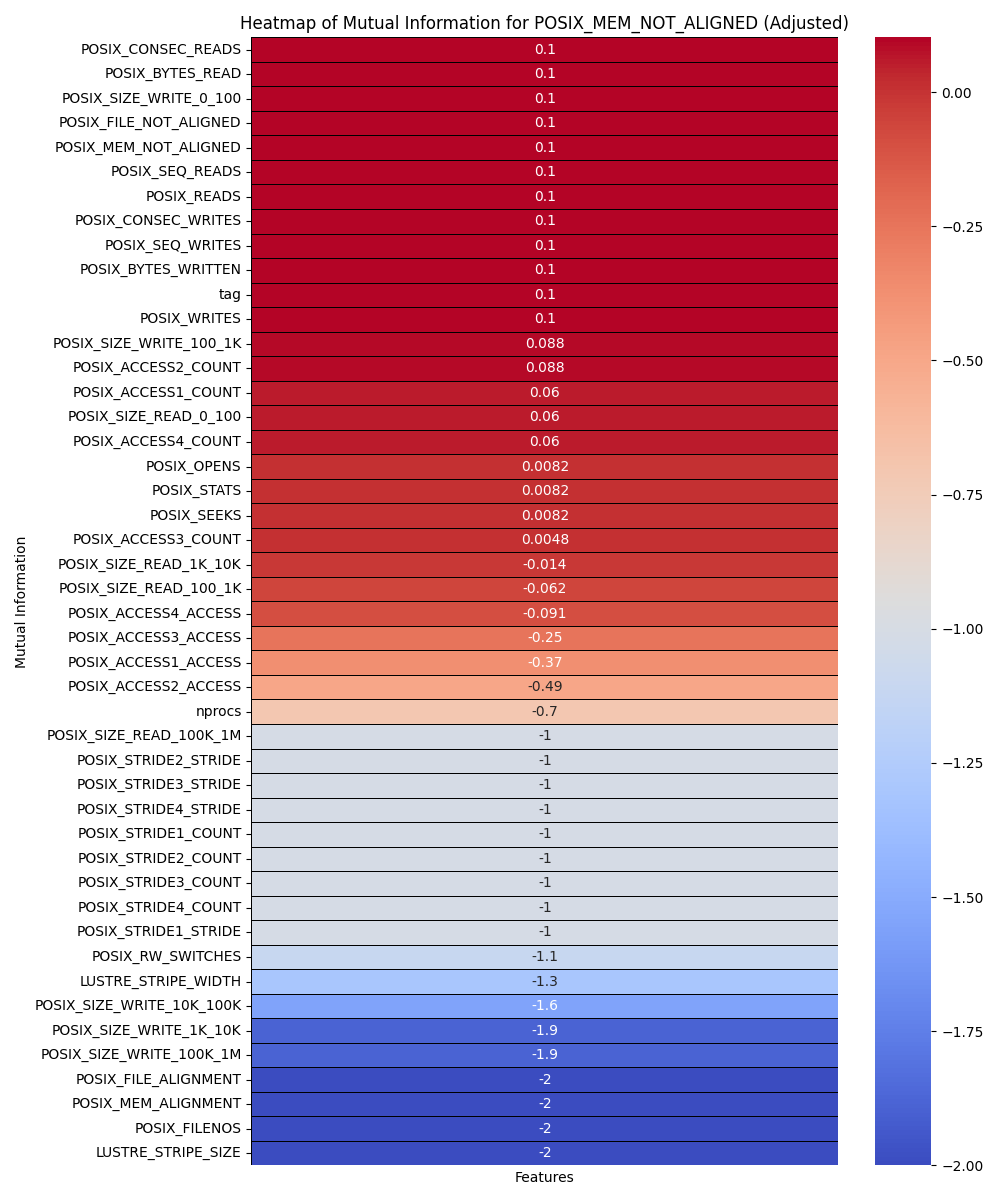 Heatmap of Mutual Information for POSIX_MEM_NOT_ALIGNED (Adjusted)
POSIX_CONSEC_READS 0.1
POSIX_BYTES_READ 0.1
POSIX_SIZE_WRITE_0_100 0.1
POSIX_FILE_NOT_ALIGNED 0.1
POSIX_MEM_NOT_ALIGNED 0.1
POSIX_SEQ_READS 0.1
POSIX_READS 0.1
POSIX_CONSEC_WRITES 0.1
POSIX_SEQ_WRITES 0.1
POSIX_BYTES_WRITTEN 0.1
tag 0.1
POSIX_WRITES 0.1
POSIX_SIZE_WRITE_100_1K 0.088
POSIX_ACCESS2_COUNT 0.088
POSIX_ACCESS1_COUNT 0.06
POSIX_SIZE_READ_0_100 0.06
POSIX_ACCESS4_COUNT 0.06
POSIX_OPENS 0.0082
POSIX_STATS 0.0082
POSIX_SEEKS 0.0082
POSIX_ACCESS3_COUNT 0.0048
POSIX_SIZE_READ_1K_10K -0.014
POSIX_SIZE_READ_100_1K -0.062
POSIX_ACCESS4_ACCESS -0.091
POSIX_ACCESS3_ACCESS -0.25
POSIX_ACCESS1_ACCESS -0.37
POSIX_ACCESS2_ACCESS -0.49
nprocs -0.7
POSIX_SIZE_READ_100K_1M -1
POSIX_STRIDE2_STRIDE -1
POSIX_STRIDE3_STRIDE -1
POSIX_STRIDE4_STRIDE -1
POSIX_STRIDE1_COUNT -1
POSIX_STRIDE2_COUNT -1
POSIX_STRIDE3_COUNT -1
POSIX_STRIDE4_COUNT -1
POSIX_STRIDE1_STRIDE -1
POSIX_RW_SWITCHES -1.1
LUSTRE_STRIPE_WIDTH -1.3
POSIX_SIZE_WRITE_10K_100K -1.6
POSIX_SIZE_WRITE_1K_10K -1.9
POSIX_SIZE_WRITE_100K_1M -1.9
POSIX_FILE_ALIGNMENT -2
POSIX_MEM_ALIGNMENT -2
POSIX_FILENOS -2
LUSTRE_STRIPE_SIZE -2
Mutual Information
Features
0.00
−0.25
−0.50
−0.75
−1.00
−1.25
−1.50
−1.75
−2.00